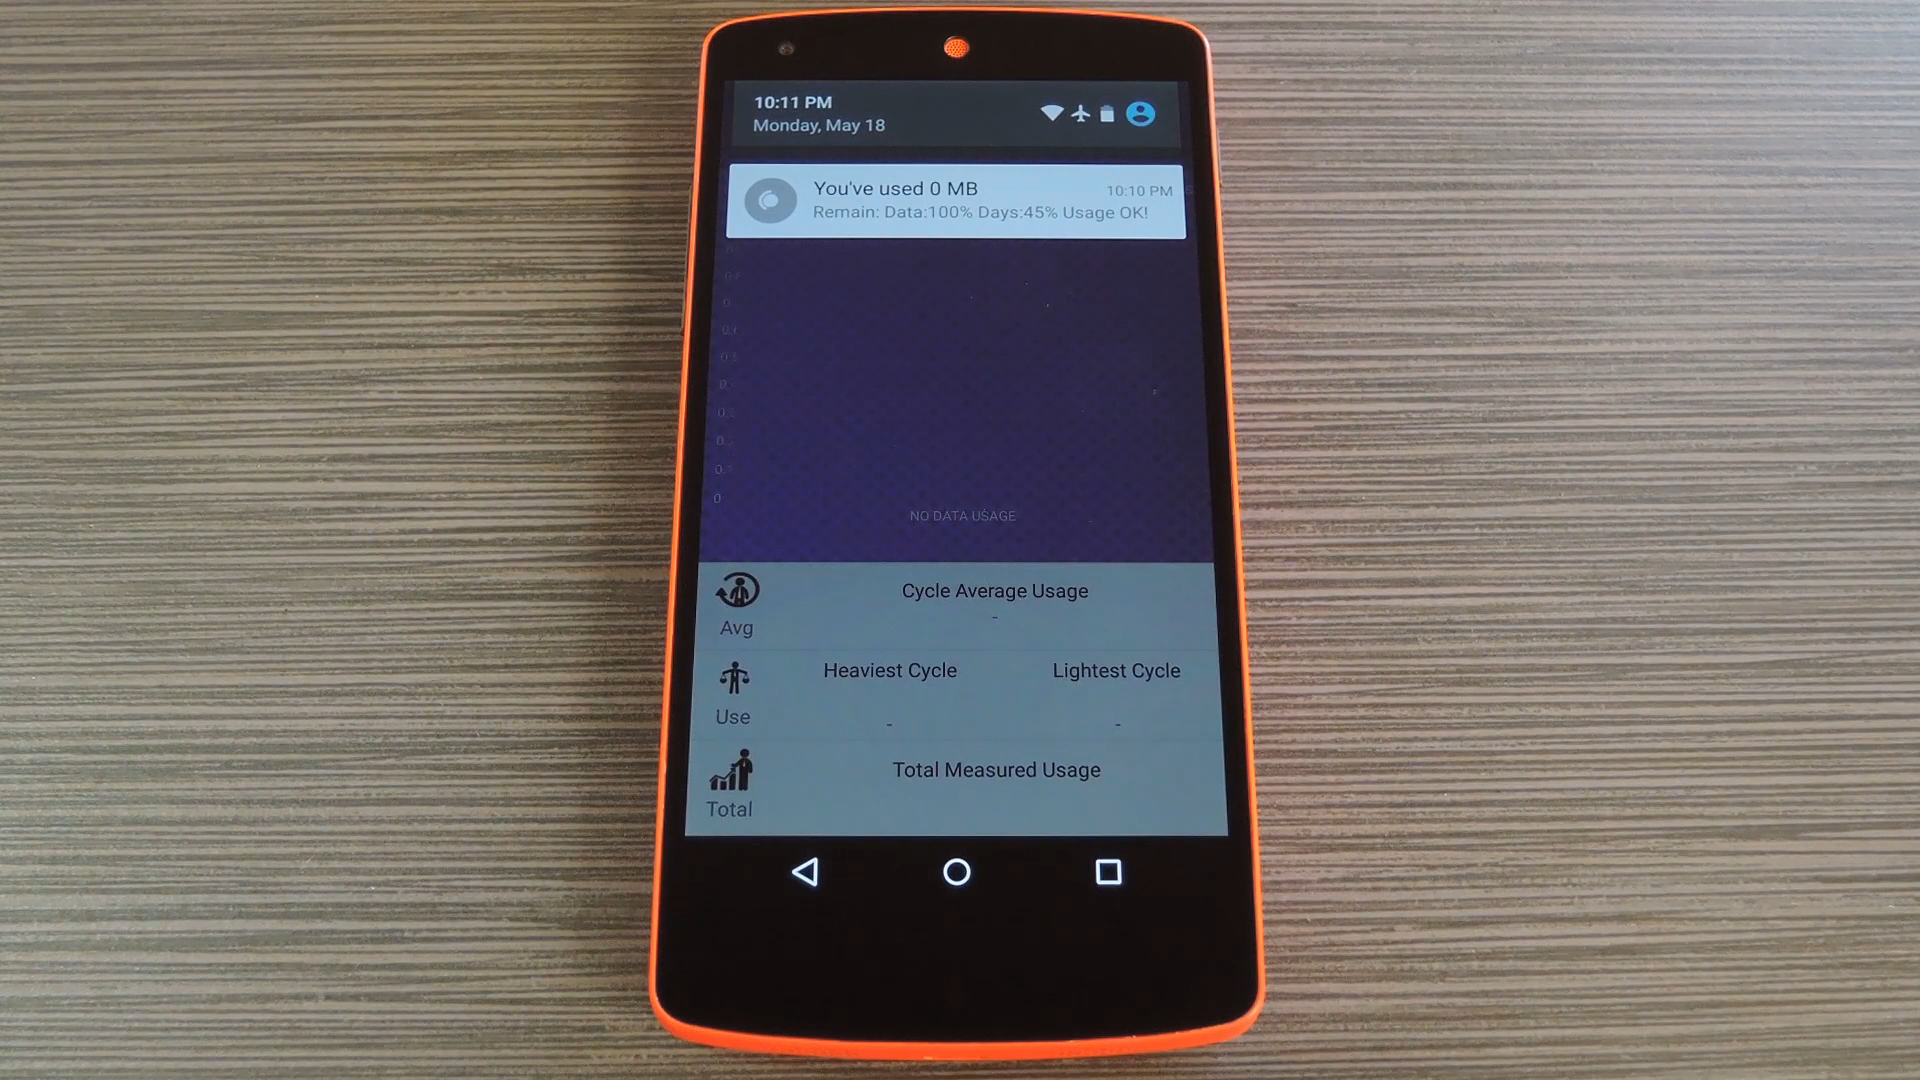 10:11 PM
Monday, May 18
You've used 0 MB
10:10 PM
Remain: Data:100% Days:45% Usage OK!
0
NO DATA USAGE
Cycle Average Usage
-
Avg
Heaviest Cycle
Lightest Cycle
Use
-
-
Total Measured Usage
Total